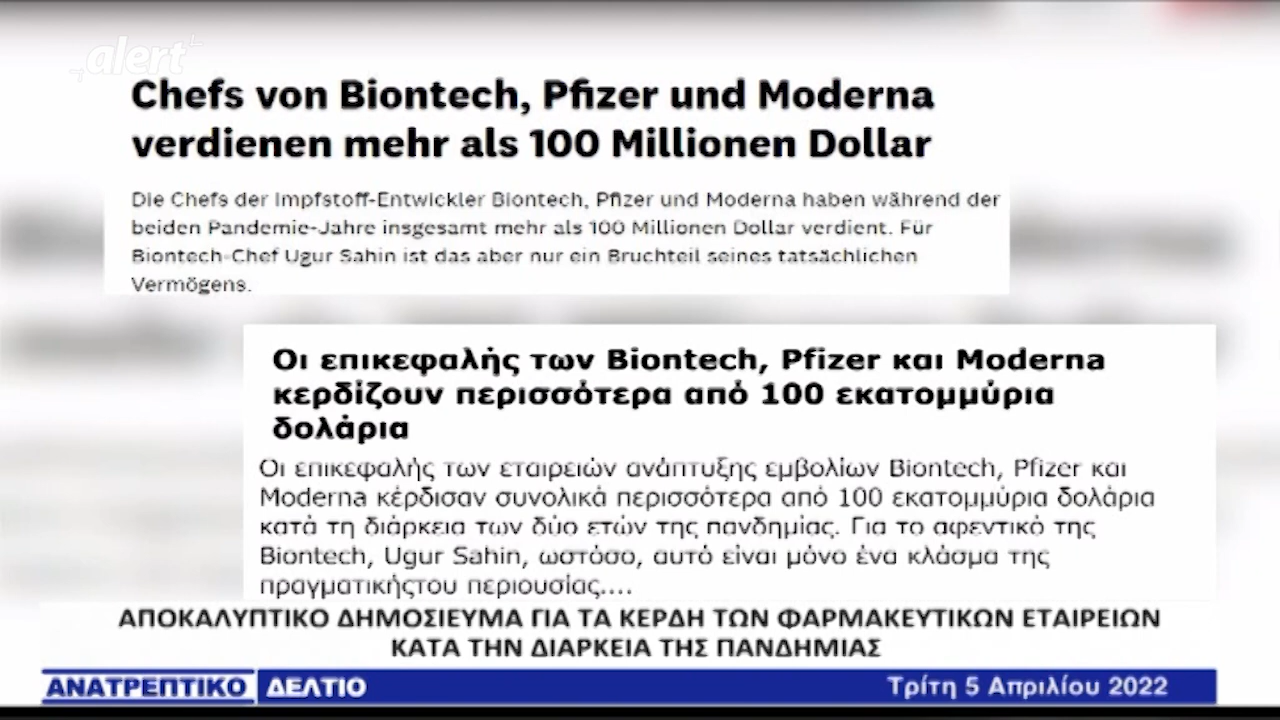 alert
Chefs von Biontech, Pfizer und Moderna
verdienen mehr als 100 Millionen Dollar
Die Chefs der Impfstoff-Entwickler Biontech, Pfizer und Moderna haben während der
beiden Pandemie-Jahre insgesamt mehr als 100 Millionen Dollar verdient. Für
Biontech-Chef Ugur Sahin ist das aber nur ein Bruchteil seines tatsächlichen
Vermögens.
Οι επικεφαλής των Biontech, Pfizer και Moderna
κερδίζουν περισσότερα από 100 εκατομμύρια
δολάρια
Οι επικεφαλής των εταιρειών ανάπτυξης εμβολίων Biontech, Pfizer και
Moderna κέρδισαν συνολικά περισσότερα από 100 εκατομμύρια δολάρια
κατά τη διάρκεια των δύο ετών της πανδημίας. Για το αφεντικό της
Biontech, Ugur Sahin, ωστόσο, αυτό είναι μόνο ένα κλάσμα της
πραγματικήςτου περιουσίας....
ΑΠΟΚΑΛΥΠΤΙΚΟ ΔΗΜΟΣΙΕΥΜΑ ΓΙΑ ΤΑ ΚΕΡΔΗ ΤΩΝ ΦΑΡΜΑΚΕΥΤΙΚΩΝ ΕΤΑΙΡΕΙΩΝ
ΚΑΤΑ ΤΗΝ ΔΙΑΡΚΕΙΑ ΤΗΣ ΠΑΝΔΗΜΙΑΣ
ΑΝΑΤΡΕΠΤΙΚΟ ΔΕΛΤΙΟ Τρίτη 5 Απριλίου 2022